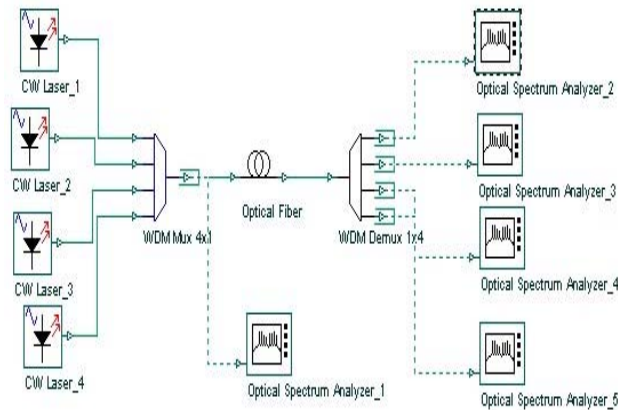 CW Laser_1
Optical Spectrum Analyzer_2
CW Laser_2
Optical Spectrum Analyzer_3
Optical Fiber
WDM Mux 4x1
WDM Demux 1x4
CW Laser_3
Optical Spectrum Analyzer_4
CW Laser_4
Optical Spectrum Analyzer_1
Optical Spectrum Analyzer_5